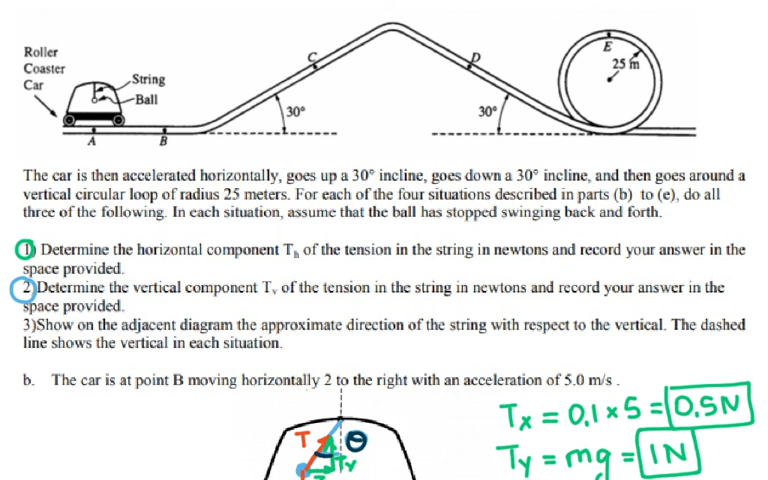 Roller
Coaster
Car
String
Ball
A
B
C
30°
D
30°
E
25 m
The car is then accelerated horizontally, goes up a 30° incline, goes down a 30° incline, and then goes around a
vertical circular loop of radius 25 meters. For each of the four situations described in parts (b) to (e), do all
three of the following. In each situation, assume that the ball has stopped swinging back and forth.
1) Determine the horizontal component Th of the tension in the string in newtons and record your answer in the
space provided.
2)Determine the vertical component Tv of the tension in the string in newtons and record your answer in the
space provided.
3)Show on the adjacent diagram the approximate direction of the string with respect to the vertical. The dashed
line shows the vertical in each situation.
b. The car is at point B moving horizontally 2 to the right with an acceleration of 5.0 m/s .
Tx = 0,1 × 5 = 0,5N
T θ
Ty
Ty = mg = 1N